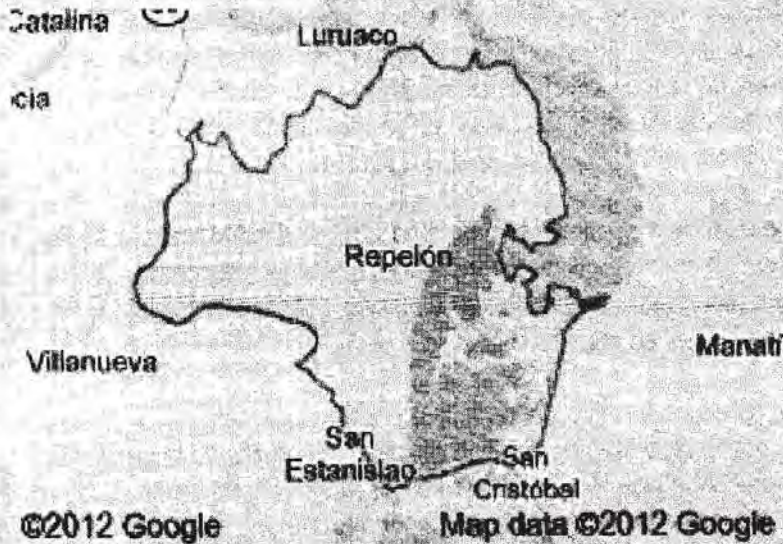 Catalina
Luruaco
cia
Repelón
Villanueva
Manatí
San
Estanislao
San
Cristóbal
©2012 Google
Map data ©2012 Google